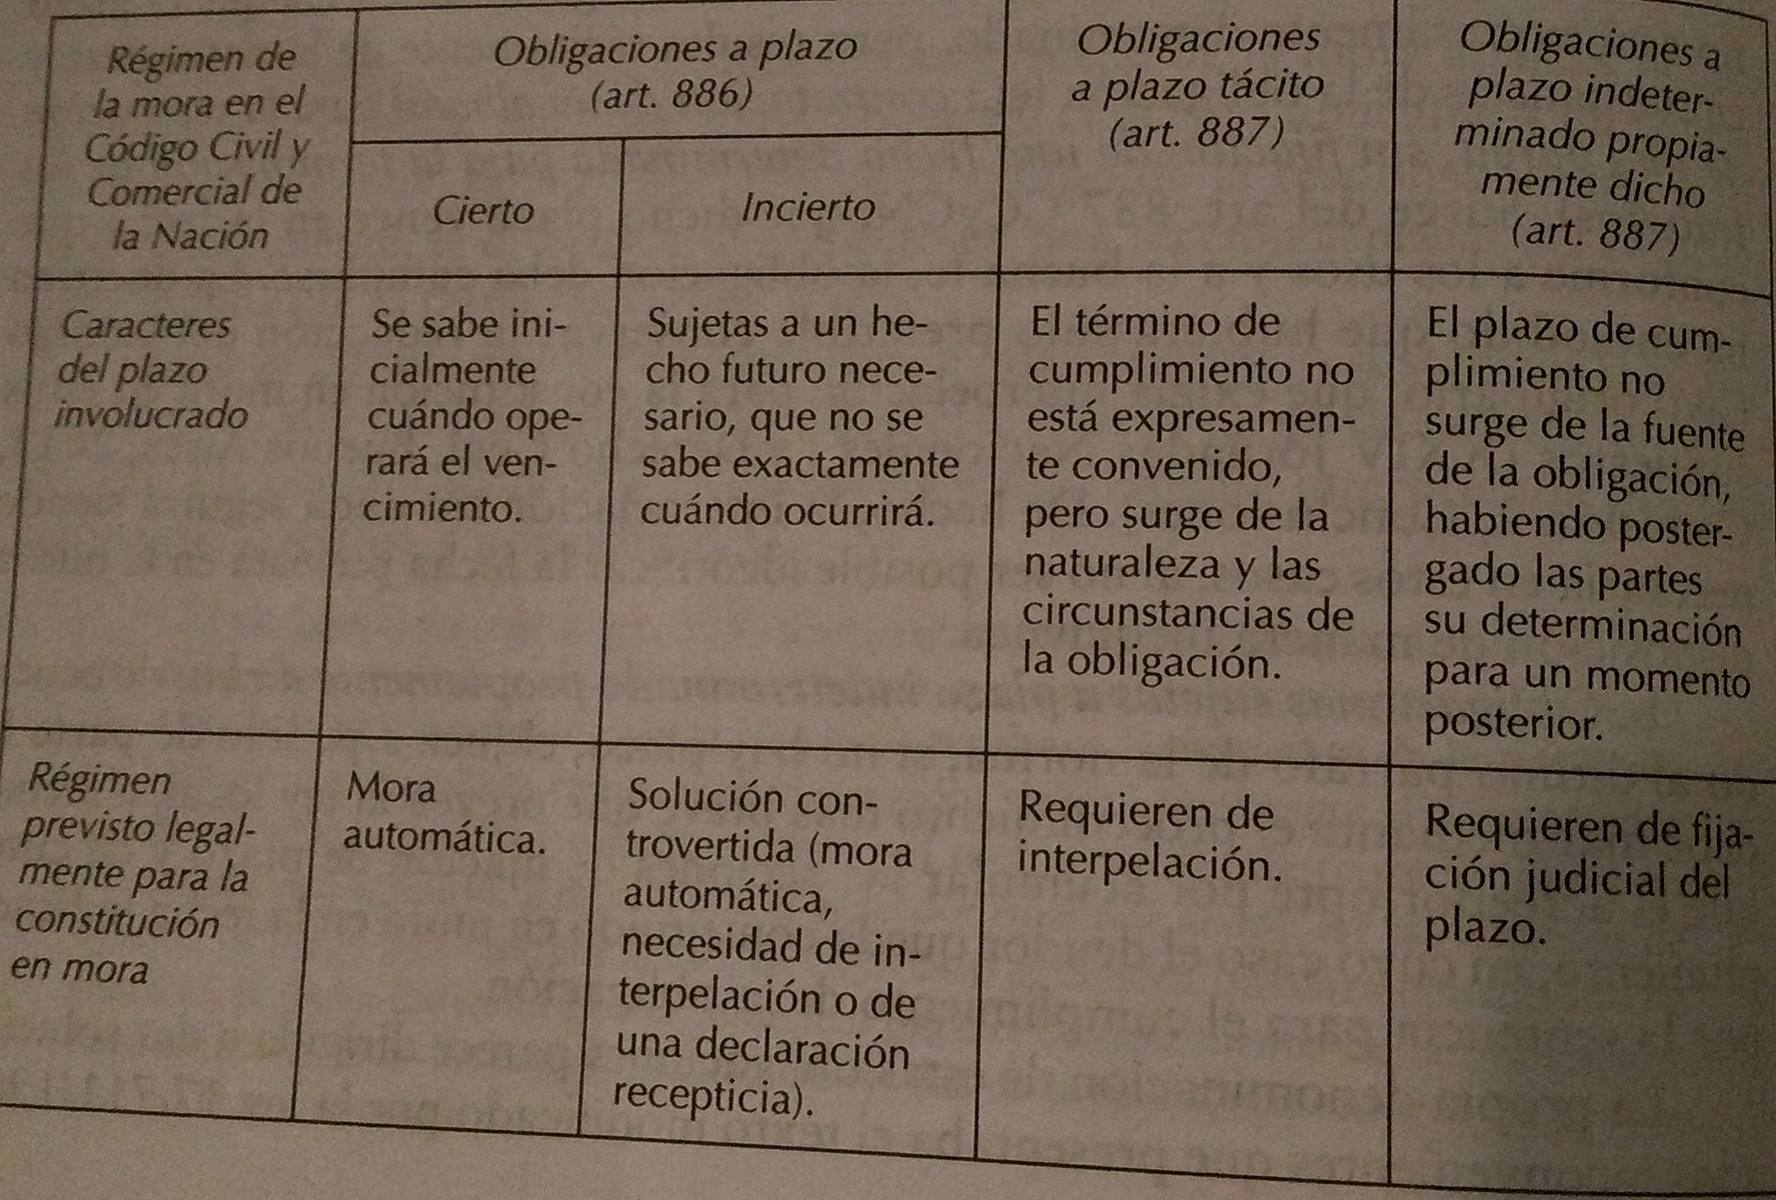 Régimen de
la mora en el
Código Civil y
Comercial de
la Nación
Obligaciones a plazo
(art. 886)
Cierto
Incierto
Obligaciones
a plazo tácito
(art. 887)
Obligaciones a
plazo indeter-
minado propia-
mente dicho
(art. 887)
Caracteres
del plazo
involucrado
Se sabe ini-
cialmente
cuándo ope-
rará el ven-
cimiento.
Sujetas a un he-
cho futuro nece-
sario, que no se
sabe exactamente
cuándo ocurrirá.
El término de
cumplimiento no
está expresamen-
te convenido,
pero surge de la
naturaleza y las
circunstancias de
la obligación.
El plazo de cum-
plimiento no
surge de la fuente
de la obligación,
habiendo poster-
gado las partes
su determinación
para un momento
posterior.
Régimen
previsto legal-
mente para la
constitución
en mora
Mora
automática.
Solución con-
trovertida (mora
automática,
necesidad de in-
terpelación o de
una declaración
recepticia).
Requieren de
interpelación.
Requieren de fija-
ción judicial del
plazo.